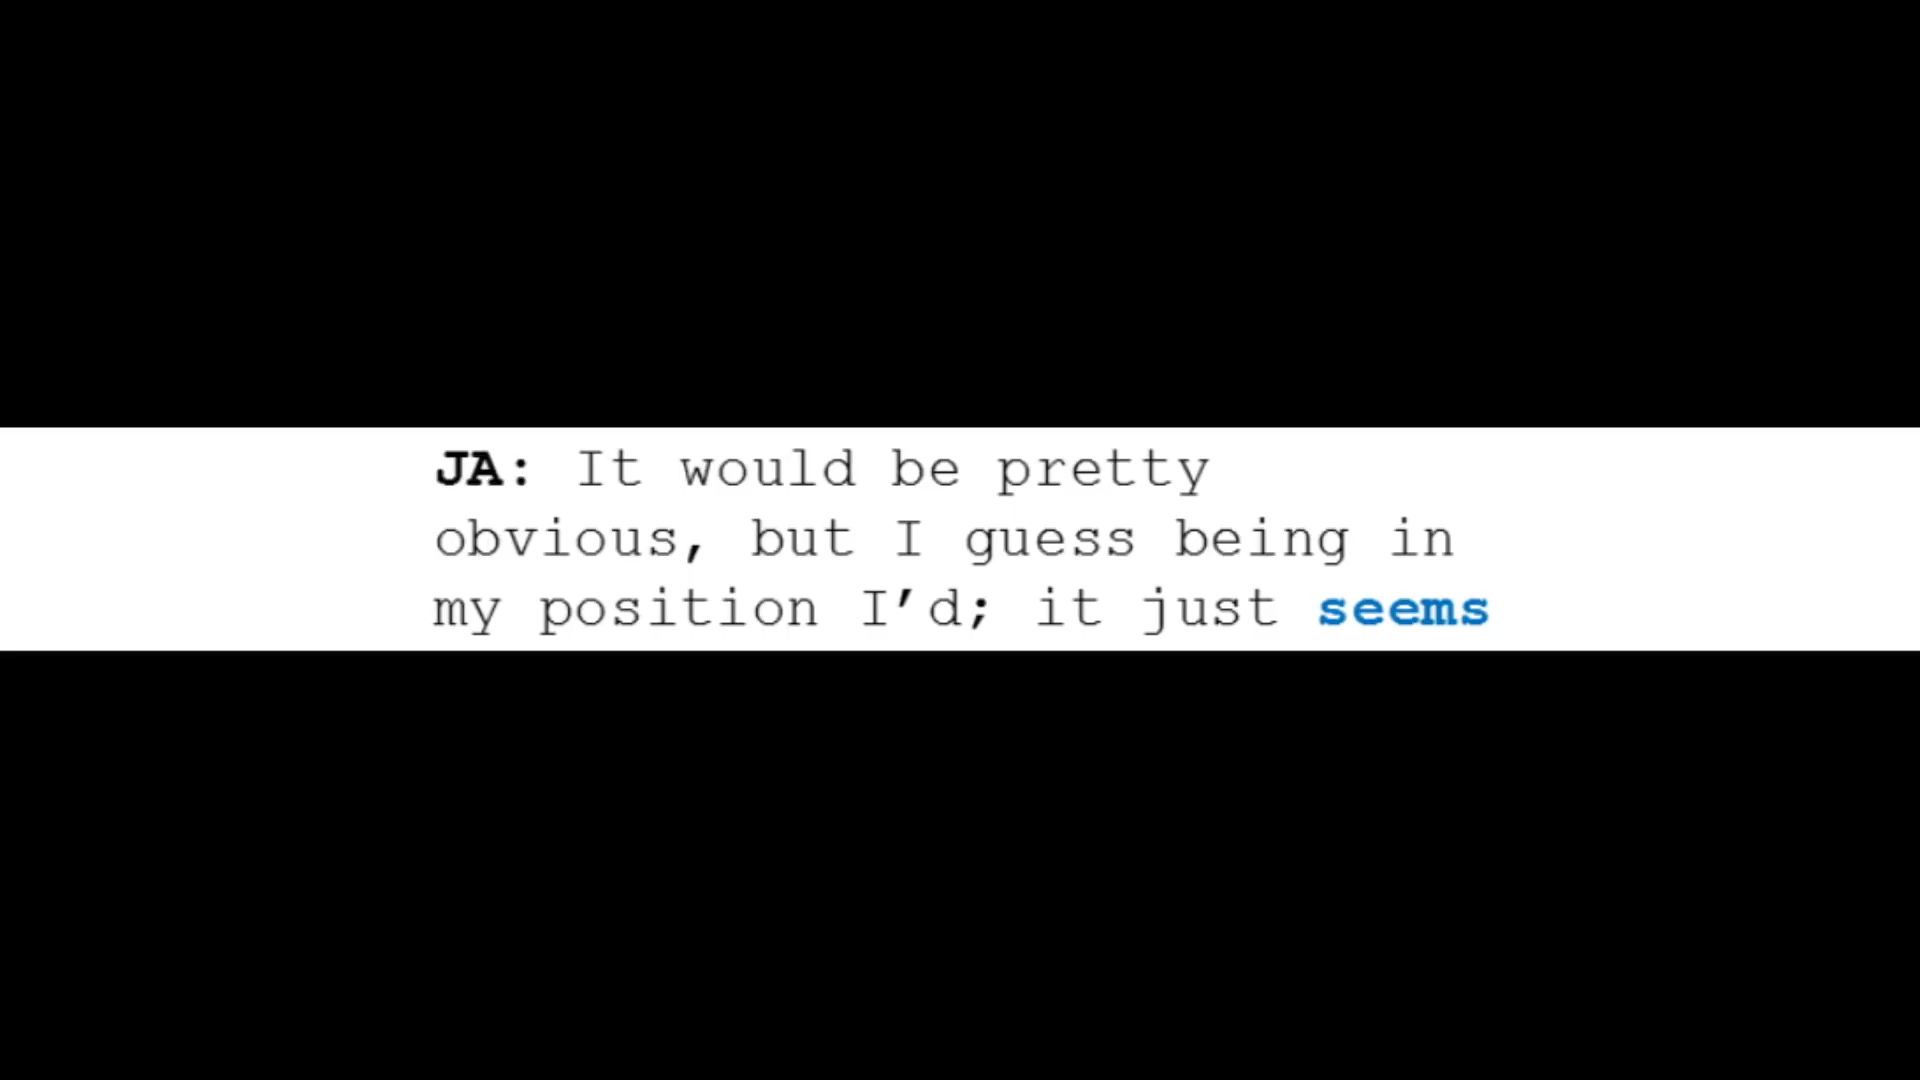 JA: It would be pretty
obvious, but I guess being in
my position I’d; it just seems